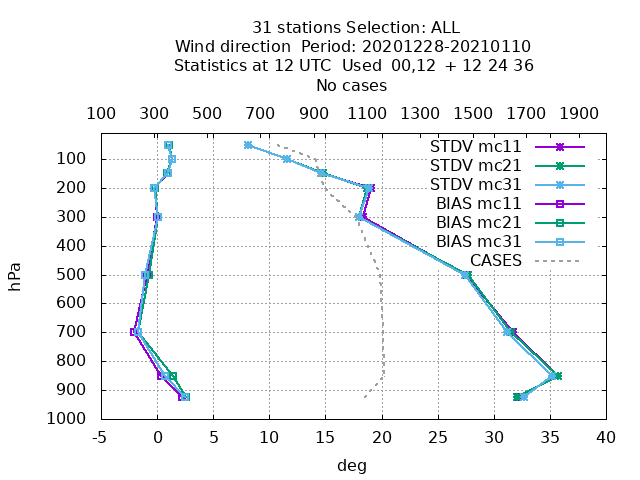 31 stations Selection: ALL
Wind direction  Period: 20201228-20210110
Statistics at 12 UTC  Used  00,12  + 12 24 36
No cases
100 300 500 700 900 1100 1300 1500 1700 1900
STDV mc11
STDV mc21
STDV mc31
BIAS mc11
BIAS mc21
BIAS mc31
CASES
hPa
100
200
300
400
500
600
700
800
900
1000
-5 0 5 10 15 20 25 30 35 40
deg